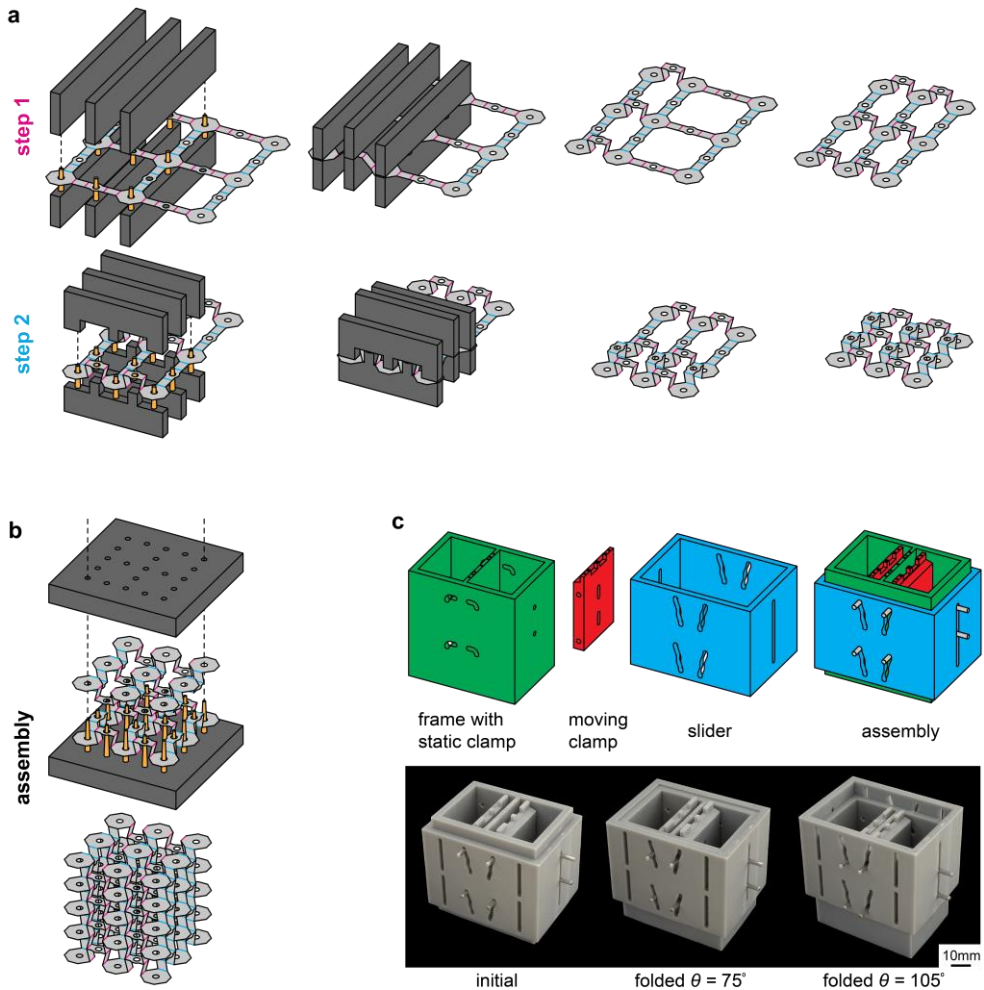 a
step 1
step 2
b
assembly
c
frame with
static clamp
moving
clamp
slider
assembly
10mm
initial
folded θ = 75°
folded θ = 105°